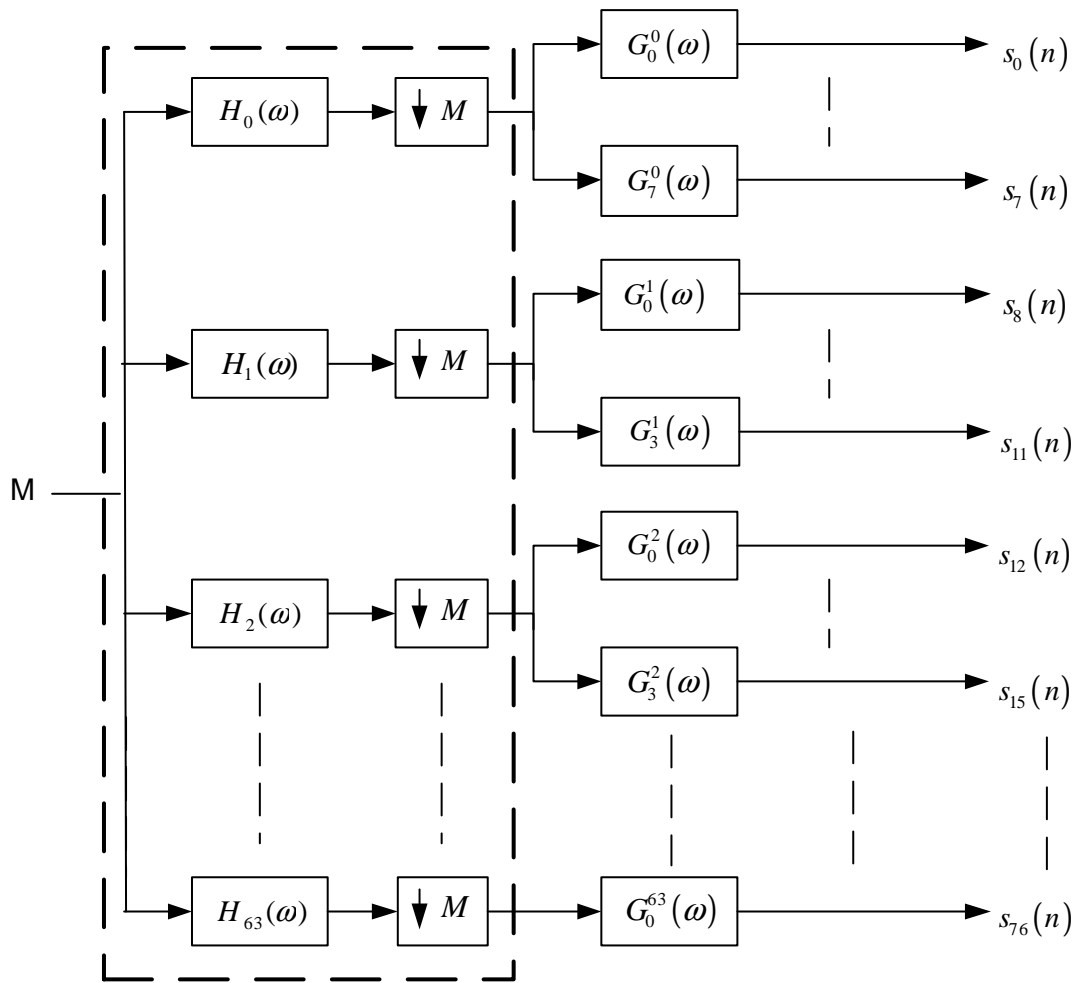 G₀⁰(ω)
s₀(n)
H₀(ω)
↓ M
G₇⁰(ω)
s₇(n)
G₀¹(ω)
s₈(n)
H₁(ω)
↓ M
G₃¹(ω)
s₁₁(n)
M
G₀²(ω)
s₁₂(n)
H₂(ω)
↓ M
G₃²(ω)
s₁₅(n)
H₆₃(ω)
↓ M
G₀⁶³(ω)
s₇₆(n)